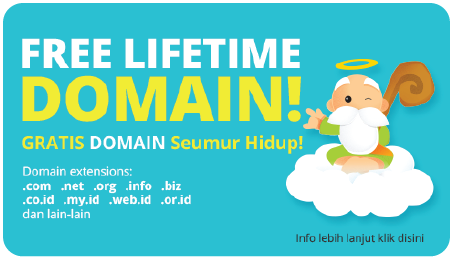 FREE LIFETIME
DOMAIN!
GRATIS DOMAIN Seumur Hidup!
Domain extensions:
.com .net .org .info .biz
.co.id .my.id .web.id .or.id
dan lain-lain
Info lebih lanjut klik disini